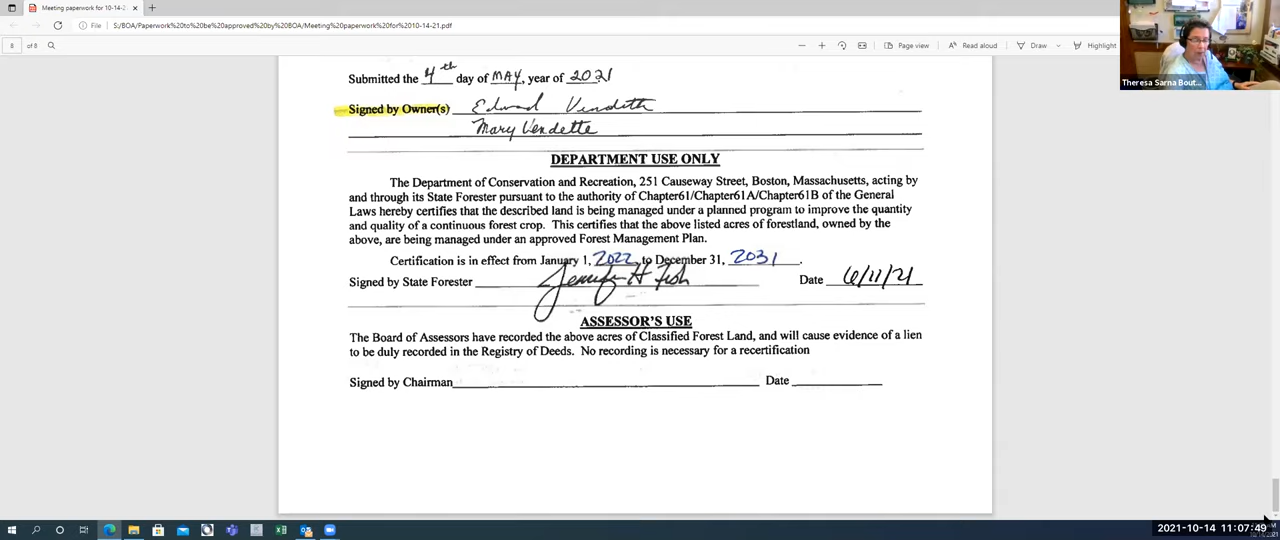 Meeting paperwork for 10-14-2
File
S:/BOA/Paperwork%20to%20be%20approved%20by%20BOA/Meeting%20paperwork%20for%2010-14-21.pdf
8 of 8
Page view
Read aloud
Draw
Highlight
Theresa Sarna Bout...
Submitted the 4th day of MAY, year of 2021
Signed by Owner(s) Edward Vendette
Mary Vendette
DEPARTMENT USE ONLY
The Department of Conservation and Recreation, 251 Causeway Street, Boston, Massachusetts, acting by
and through its State Forester pursuant to the authority of Chapter61/Chapter61A/Chapter61B of the General
Laws hereby certifies that the described land is being managed under a planned program to improve the quantity
and quality of a continuous forest crop. This certifies that the above listed acres of forestland, owned by the
above, are being managed under an approved Forest Management Plan.
Certification is in effect from January 1, 2022 to December 31, 2031.
Signed by State Forester Jennifer H Fish Date 6/11/21
ASSESSOR'S USE
The Board of Assessors have recorded the above acres of Classified Forest Land, and will cause evidence of a lien
to be duly recorded in the Registry of Deeds. No recording is necessary for a recertification
Signed by Chairman Date
2021-10-14 11:07:49